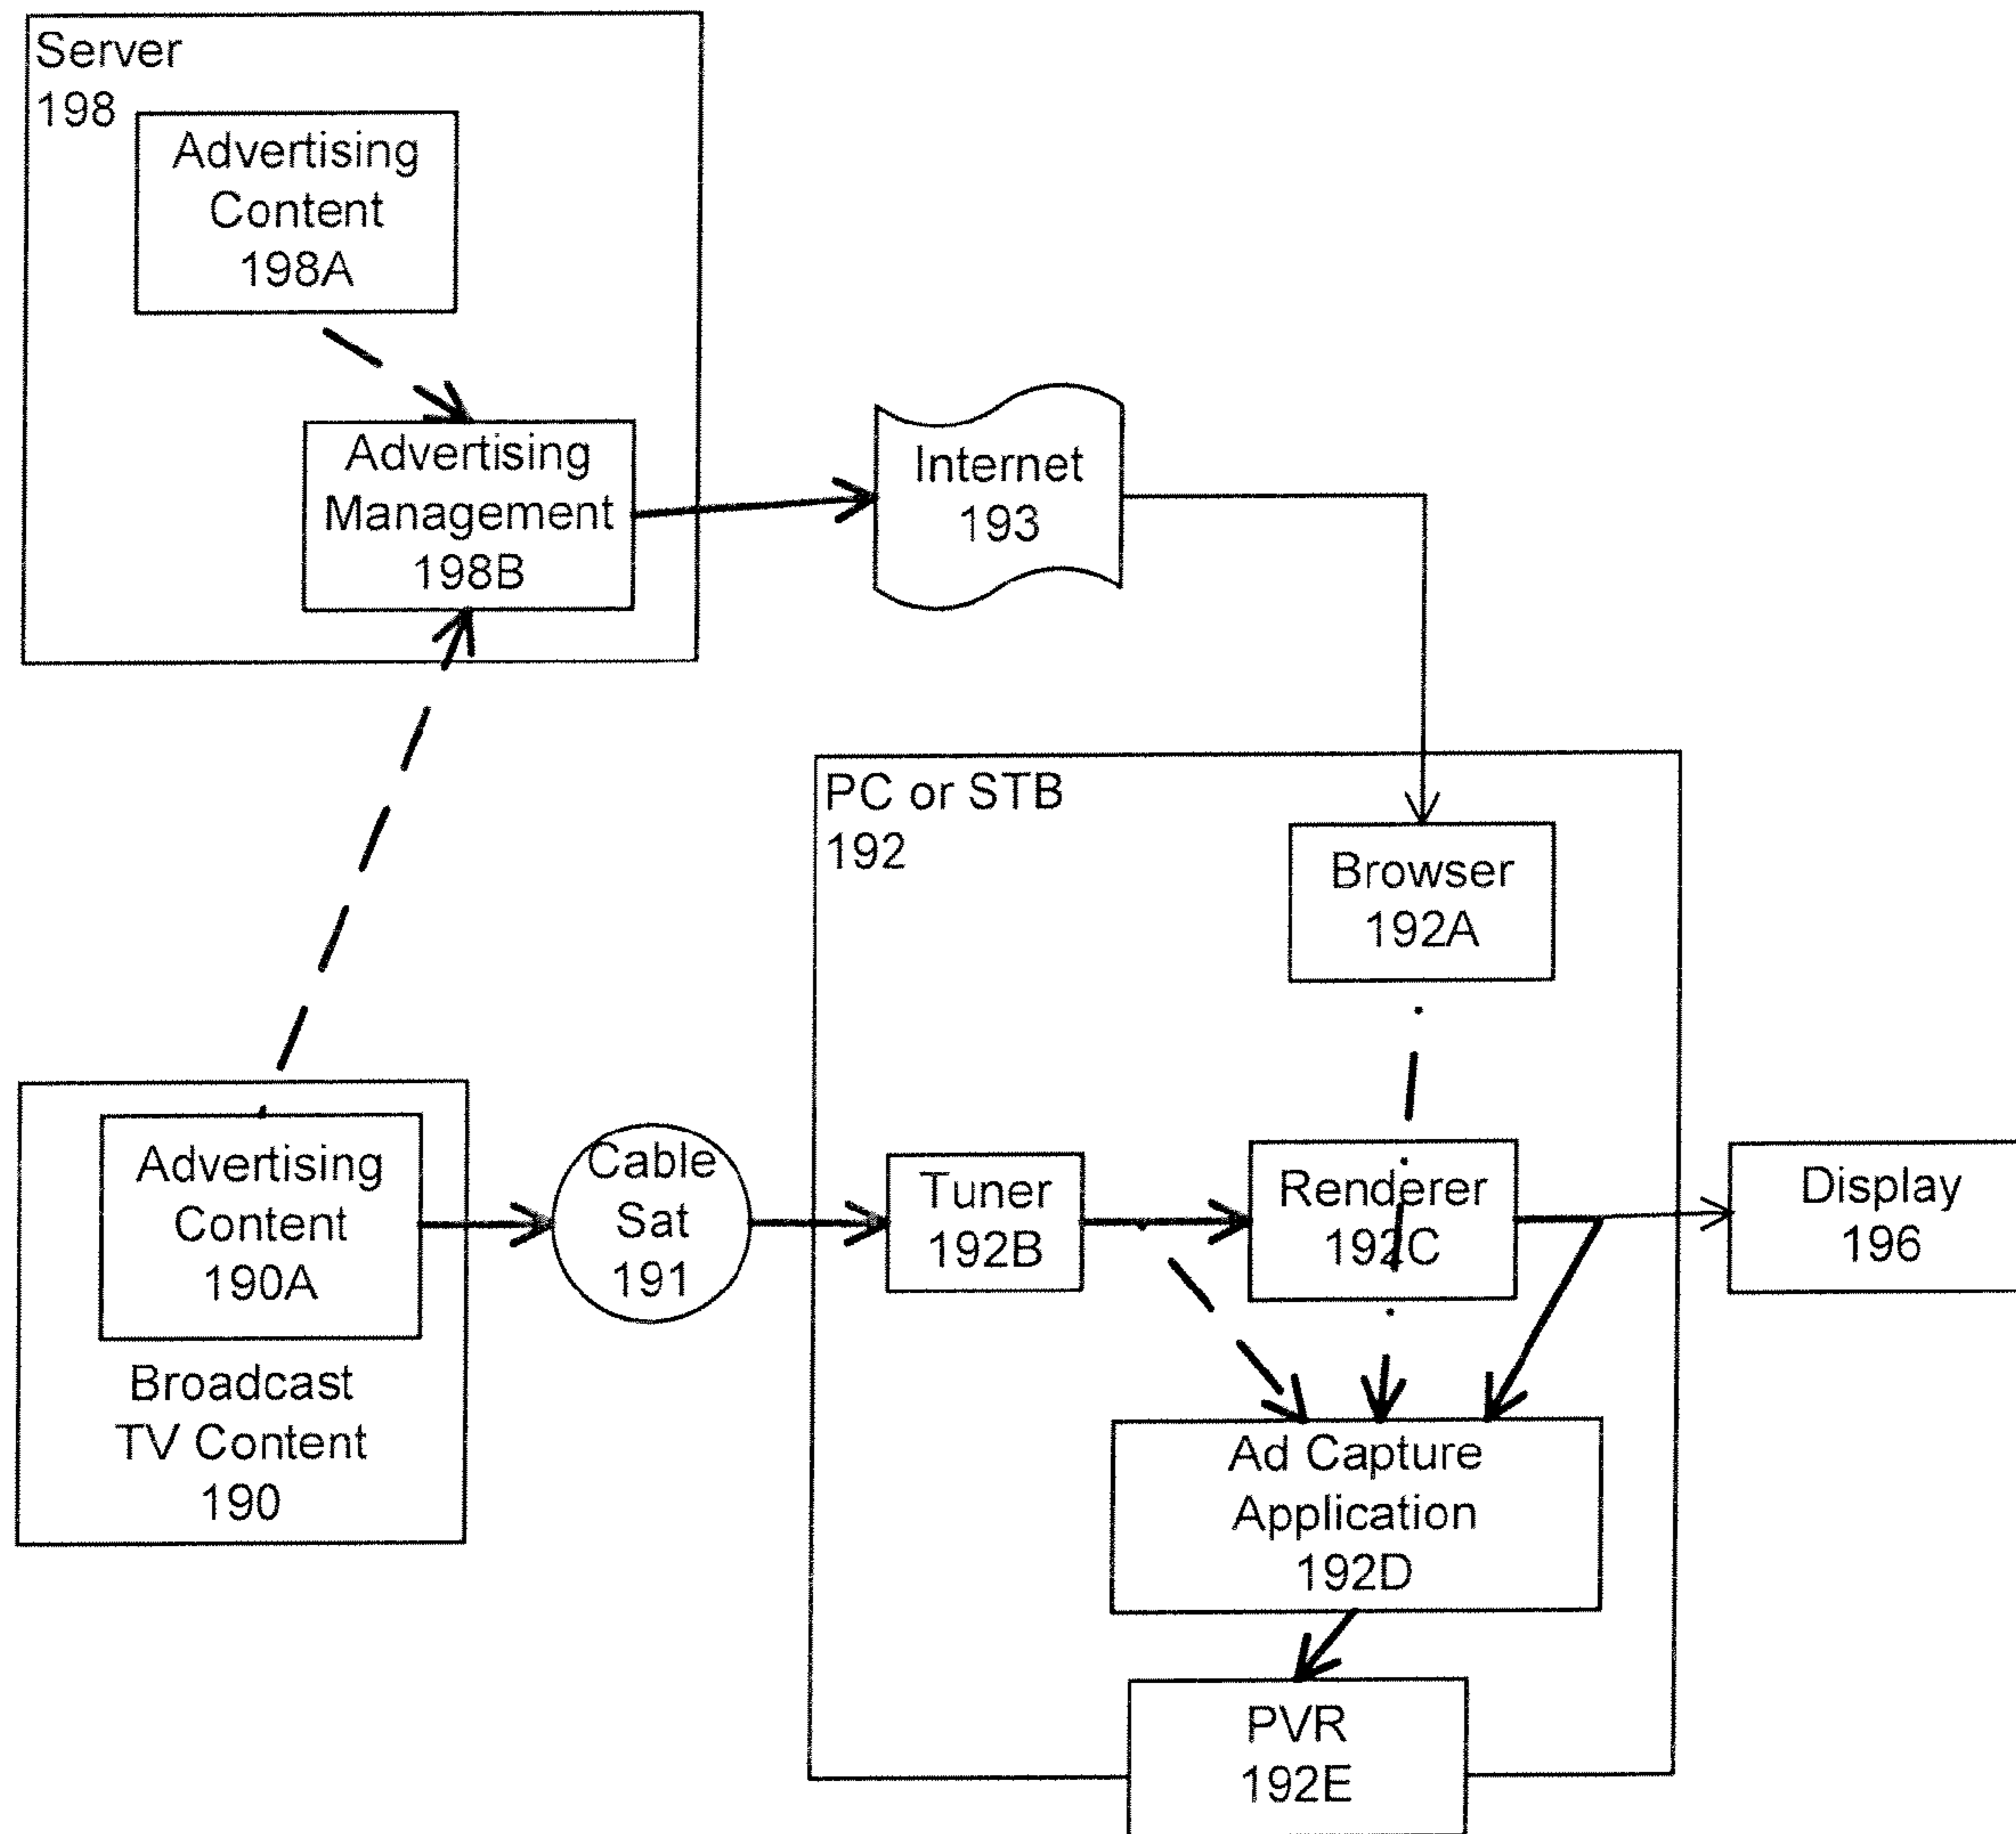 Server
198
Advertising
Content
198A
Advertising
Management
198B
Internet
193
PC or STB
192
Browser
192A
Advertising
Content
190A
Broadcast
TV Content
190
Cable
Sat
191
Tuner
192B
Renderer
192C
Display
196
Ad Capture
Application
192D
PVR
192E